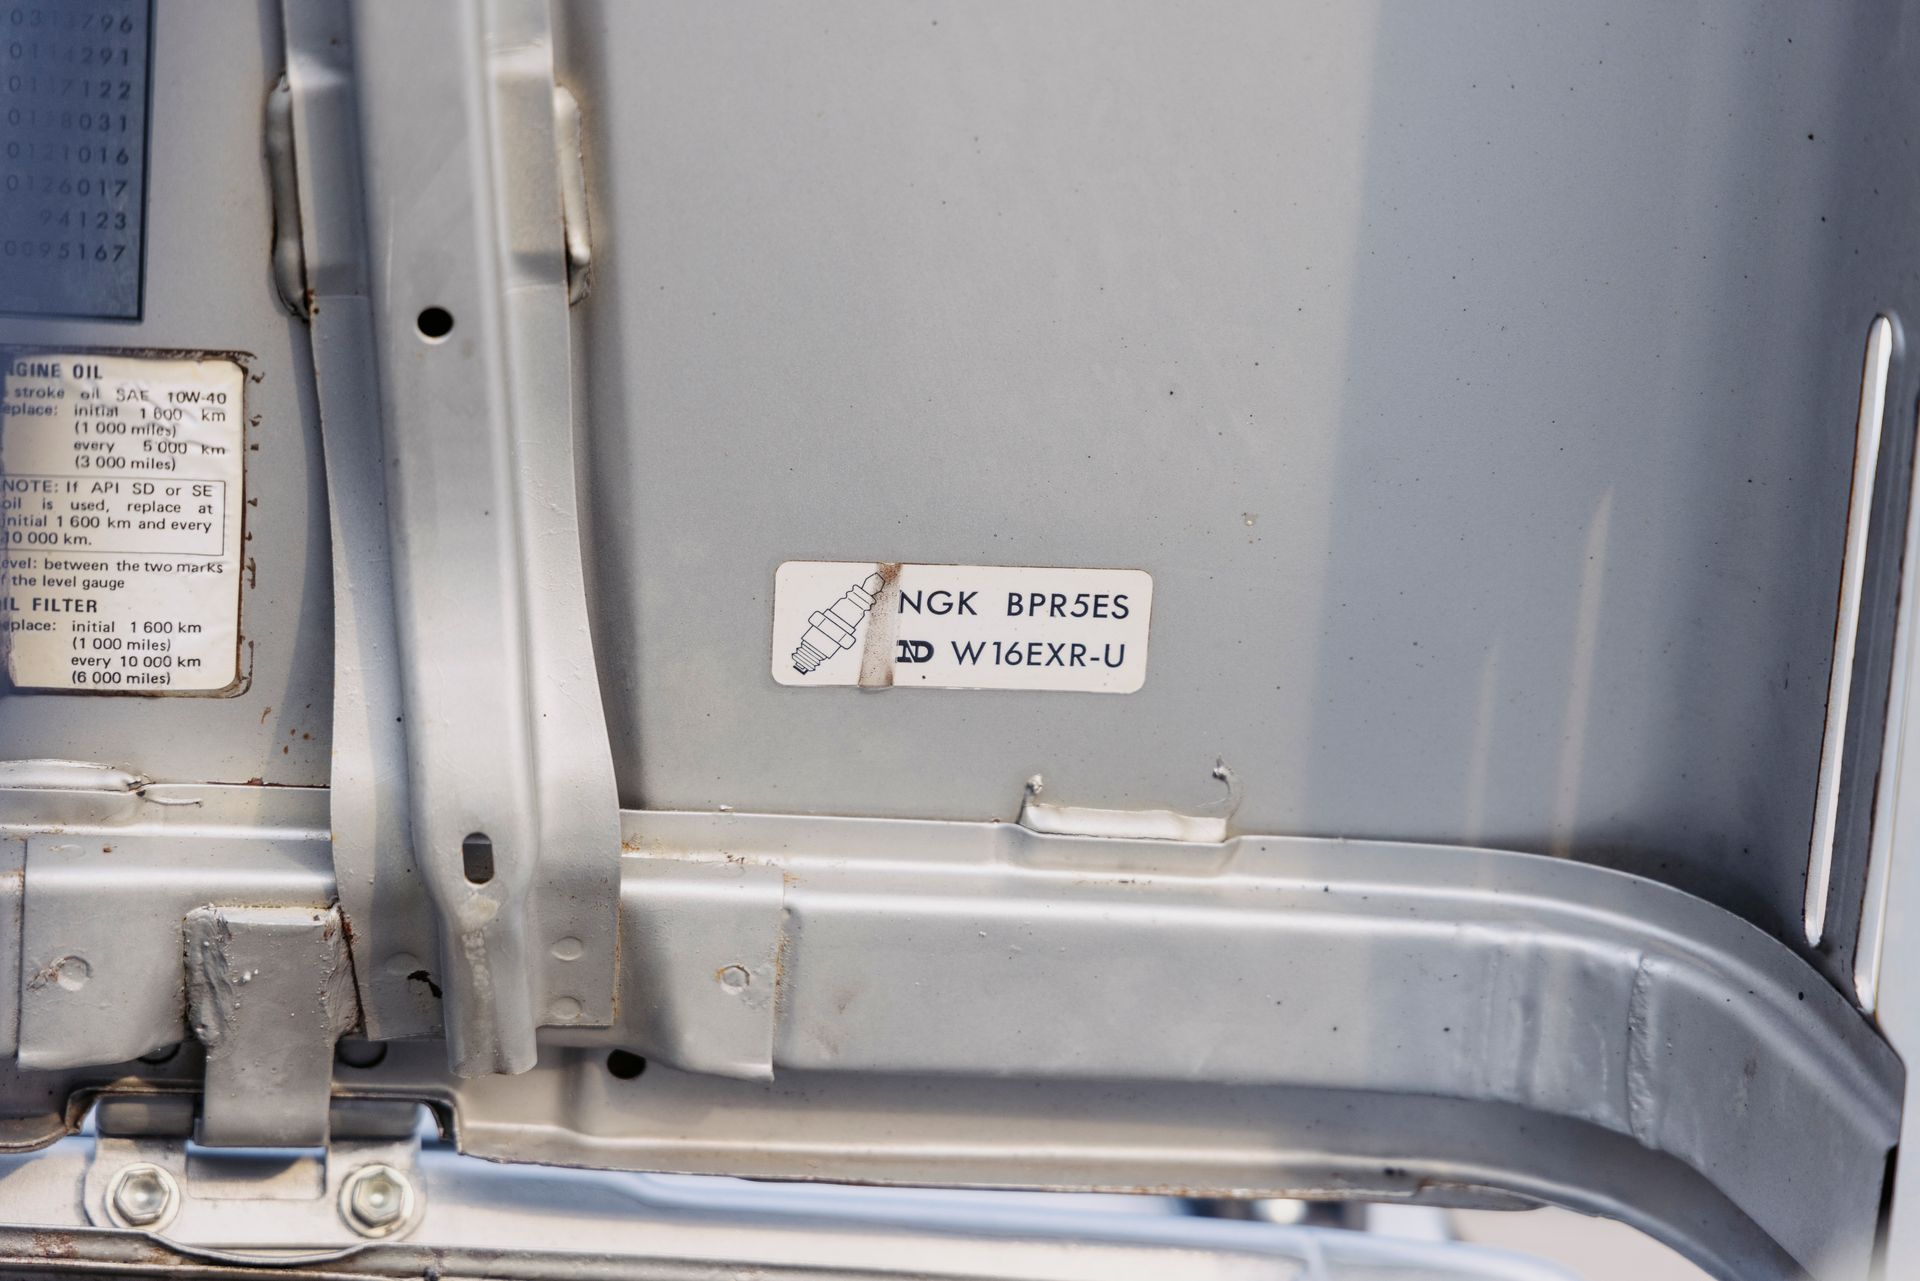 0313796
0114291
0117122
0118031
0121016
0126017
94123
0095167
NGINE OIL
stroke oil SAE 10W-40
eplace: initial 1 600 km
(1 000 miles)
every 5 000 km
(3 000 miles)
NOTE: If API SD or SE
oil is used, replace at
initial 1 600 km and every
10 000 km.
evel: between the two marks
f the level gauge
IL FILTER
eplace: initial 1 600 km
(1 000 miles)
every 10 000 km
(6 000 miles)
NGK BPR5ES
ND W16EXR-U